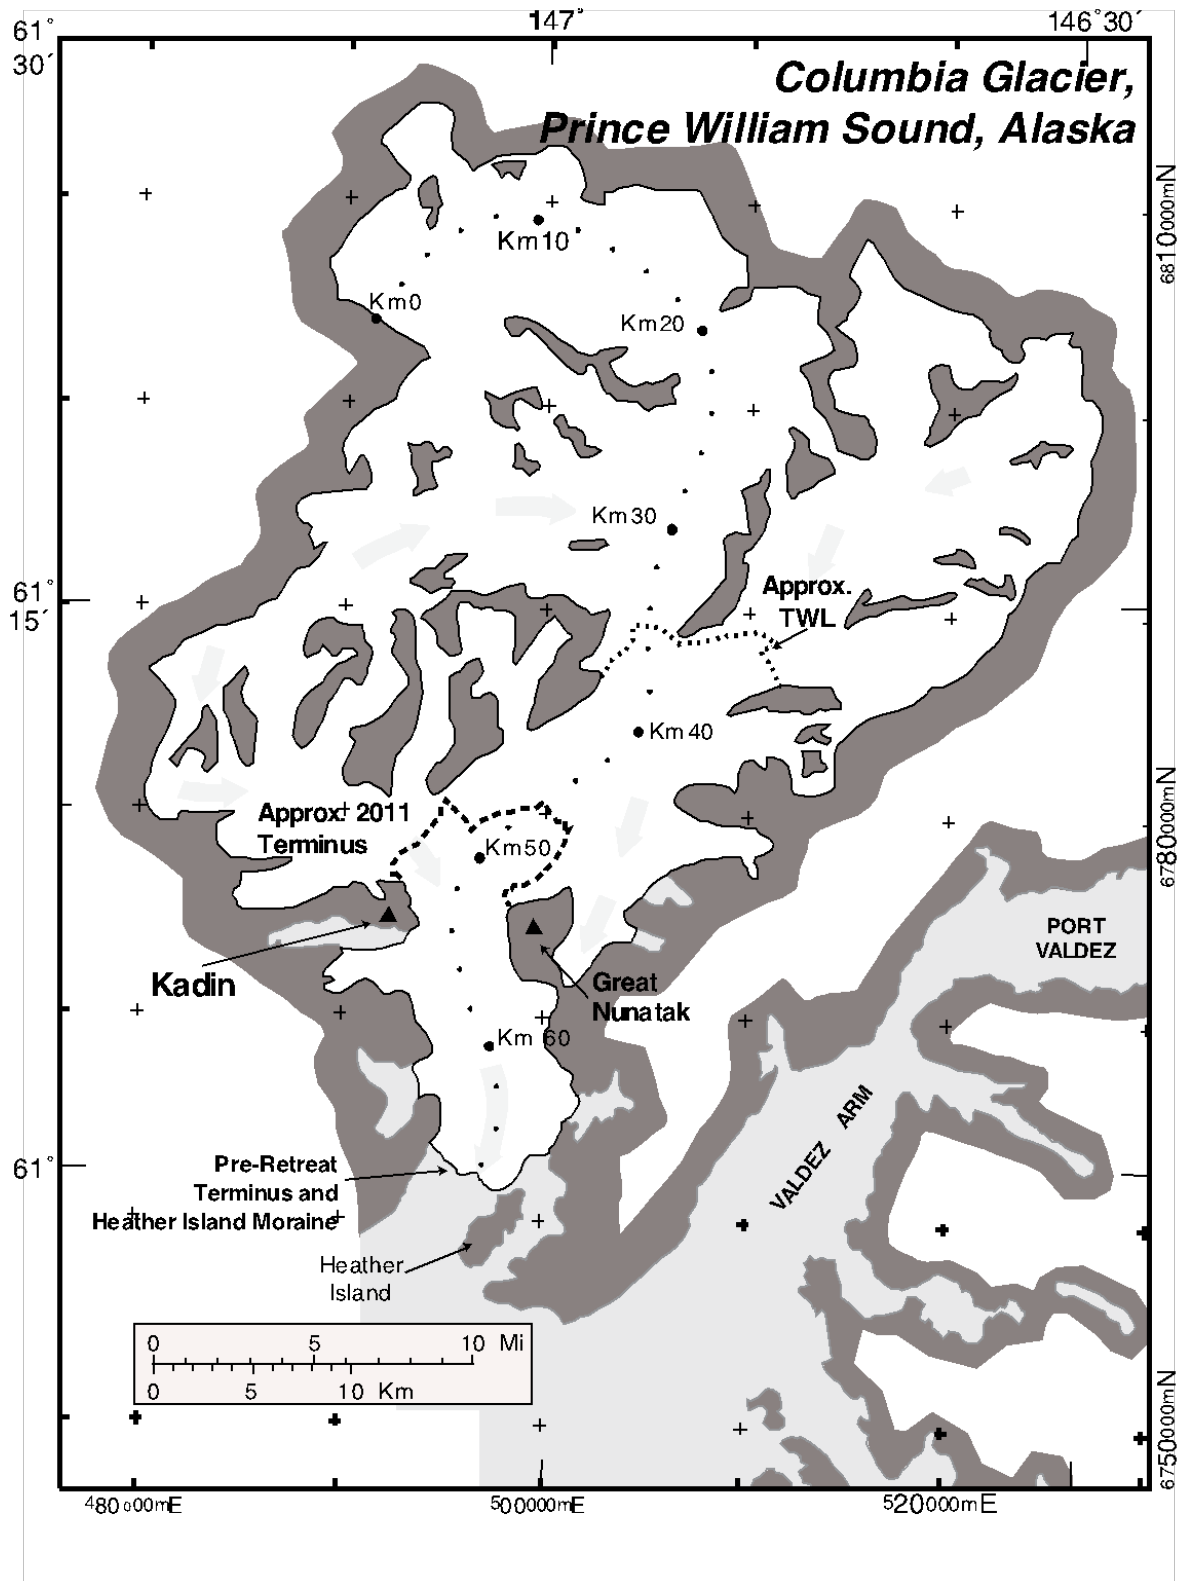 61°
30´
147°
146°30´
Columbia Glacier,
Prince William Sound, Alaska
6810000mN
Km10
Km0
Km20
Km30
61°
15´
Approx.
TWL
Km40
Approx. 2011
Terminus
Km50
6780000mN
PORT
VALDEZ
Kadin
Great
Nunatak
Km 60
VALDEZ ARM
61°
Pre-Retreat
Terminus and
Heather Island Moraine
Heather
Island
0 5 10 Mi
0 5 10 Km
6750000mN
480000mE
500000mE
520000mE